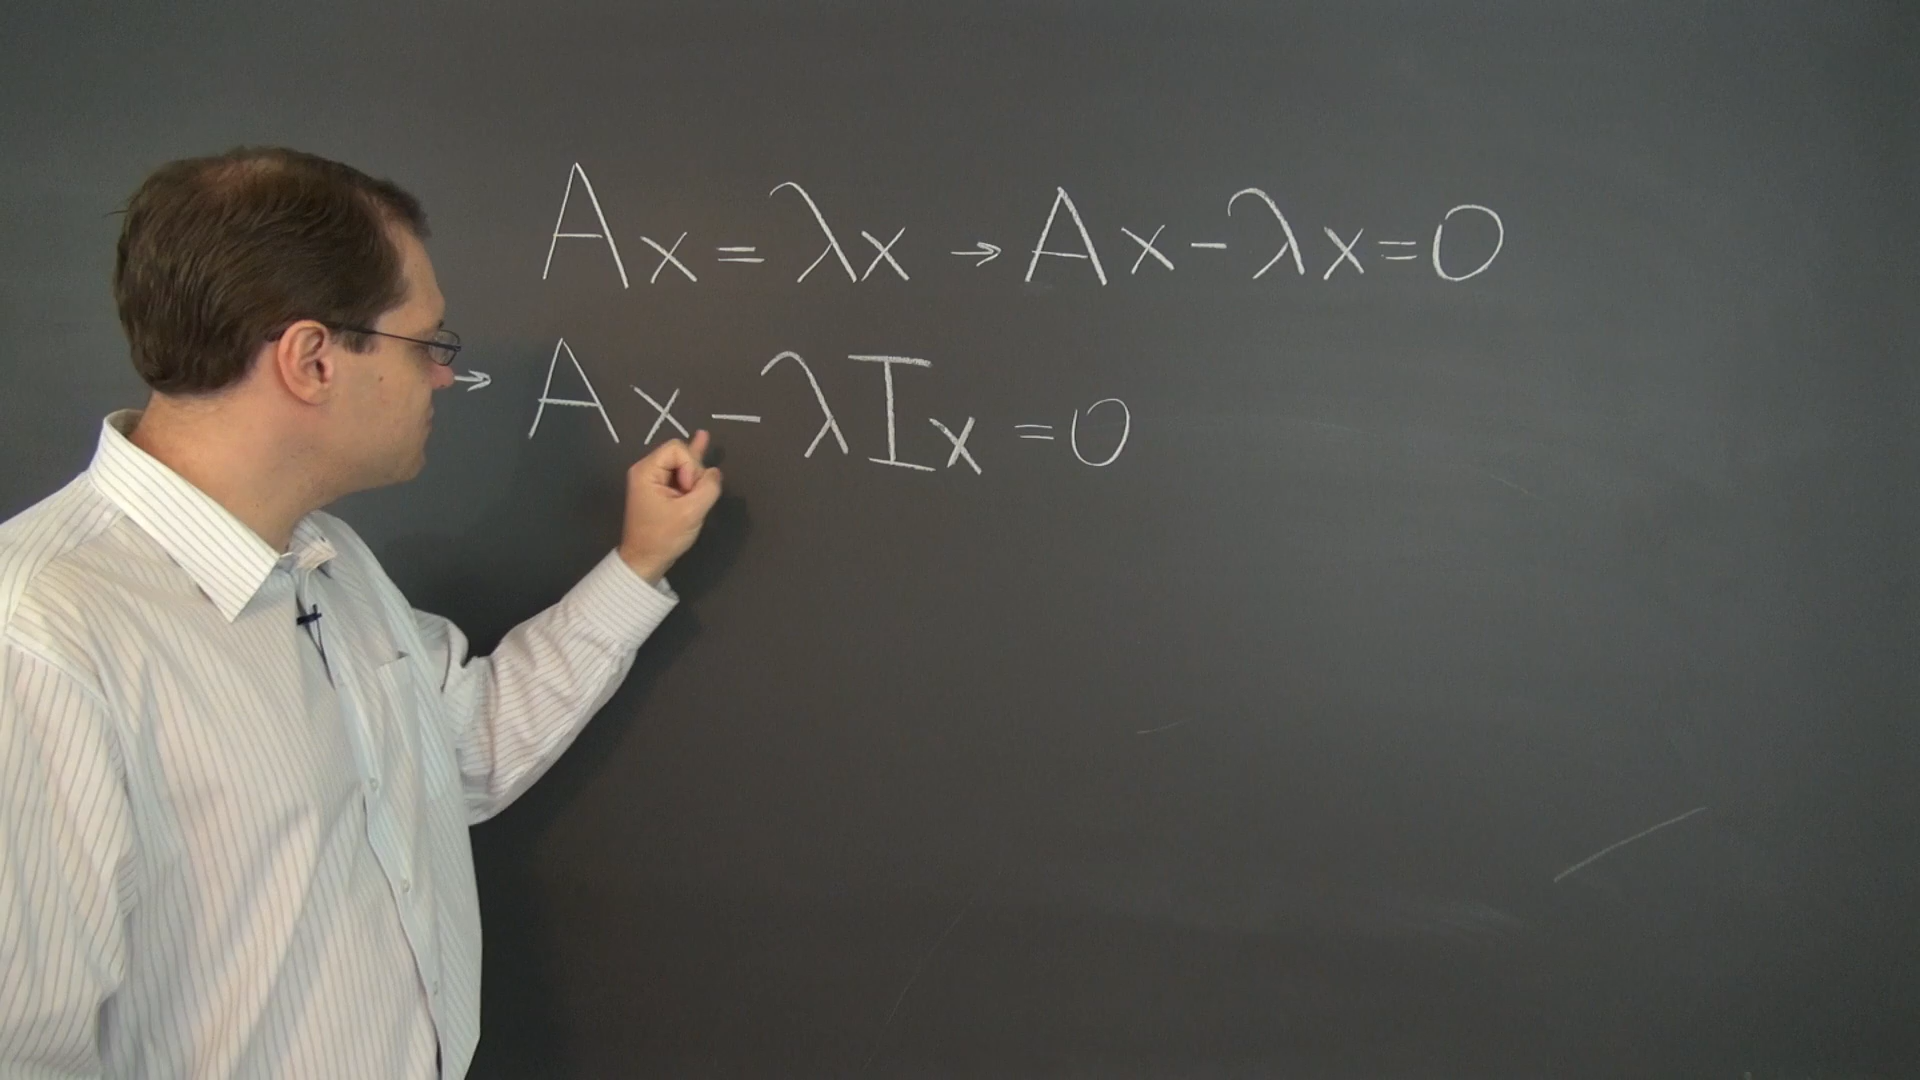 Ax = λx → Ax - λx = 0
→ Ax - λIx = 0